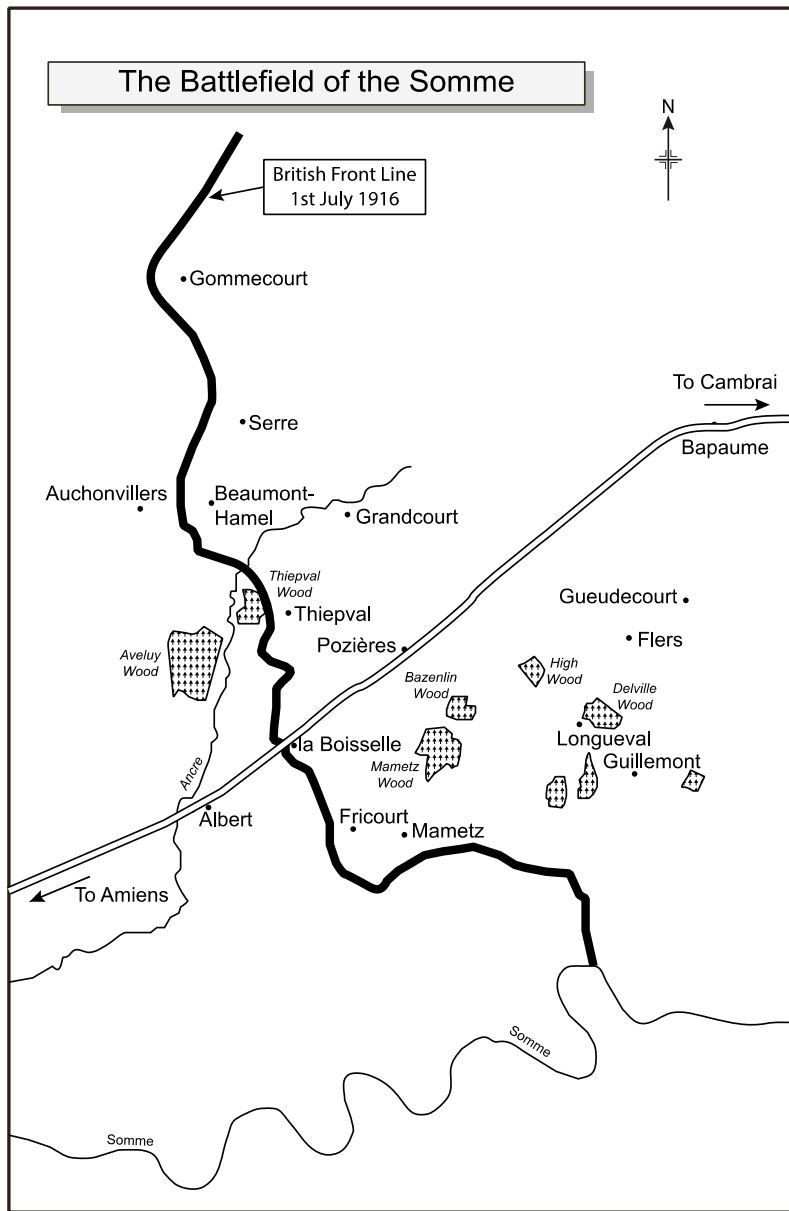 The Battlefield of the Somme
N
British Front Line
1st July 1916
Gommecourt
To Cambrai
Bapaume
Serre
Auchonvillers
Beaumont-
Hamel
Grandcourt
Thiepval
Wood
Thiepval
Gueudecourt
Flers
Aveluy
Wood
Pozières
High
Wood
Bazenlin
Wood
Delville
Wood
Longueval
la Boisselle
Mametz
Wood
Guillemont
Ancre
Albert
Fricourt
Mametz
To Amiens
Somme
Somme